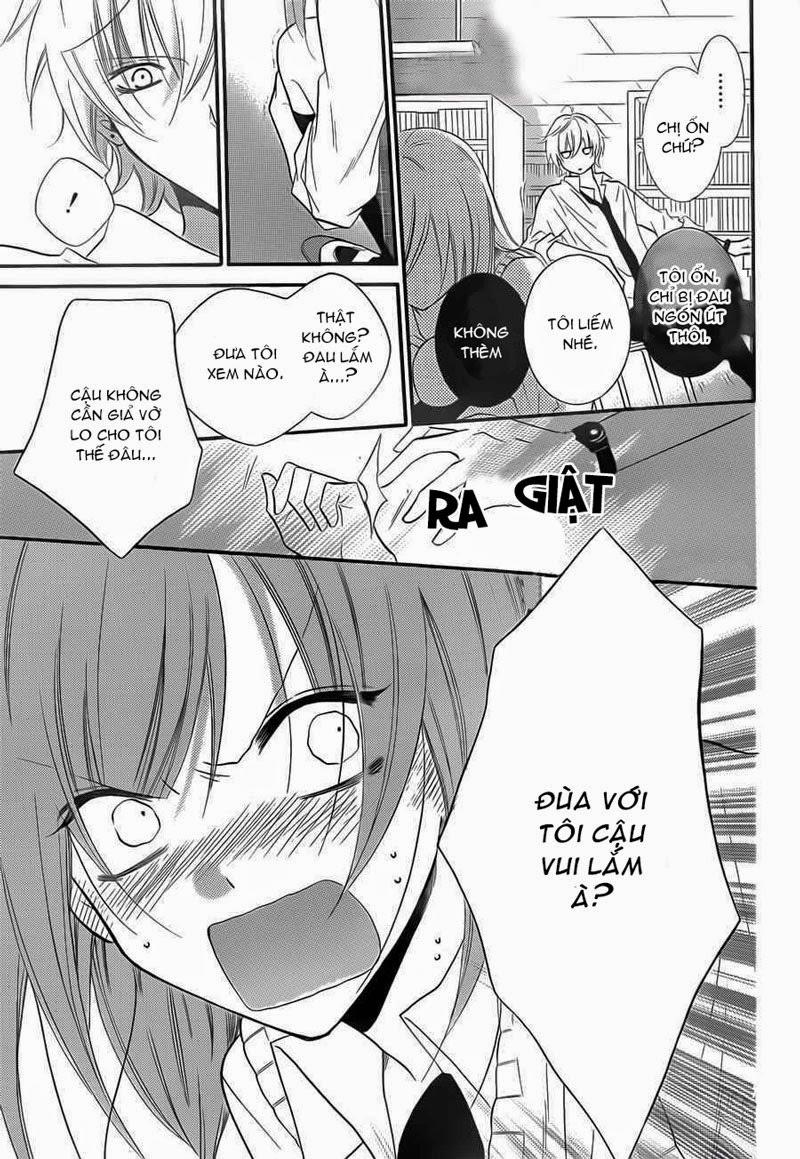 ........
CHỊ ỔN
CHỨ?
TÔI ỔN,
CHỈ BỊ ĐAU
NGÓN ÚT
THÔI.
TÔI LIẾM
NHÉ.
KHÔNG
THÈM
!
THẬT
KHÔNG?
ĐAU LẮM
À...?
ĐƯA TÔI
XEM NÀO.
CẬU KHÔNG
CẦN GIẢ VỜ
LO CHO TÔI
THẾ ĐÂU...
GIẬT
RA
ĐÙA VỚI
TÔI CẬU
VUI LẮM
À?